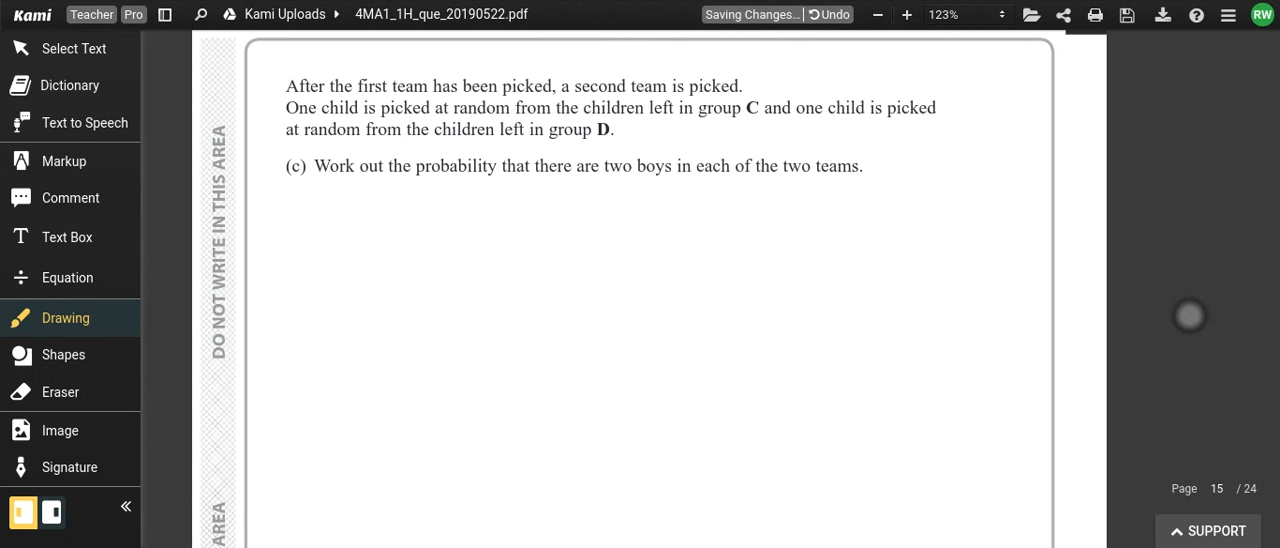 Kami Teacher Pro Kami Uploads 4MA1_1H_que_20190522.pdf Saving Changes... Undo 123% RW
Select Text
Dictionary
Text to Speech
Markup
Comment
Text Box
Equation
Drawing
Shapes
Eraser
Image
Signature
DO NOT WRITE IN THIS AREA
AREA
After the first team has been picked, a second team is picked.
One child is picked at random from the children left in group C and one child is picked
at random from the children left in group D.
(c) Work out the probability that there are two boys in each of the two teams.
Page 15 / 24
SUPPORT